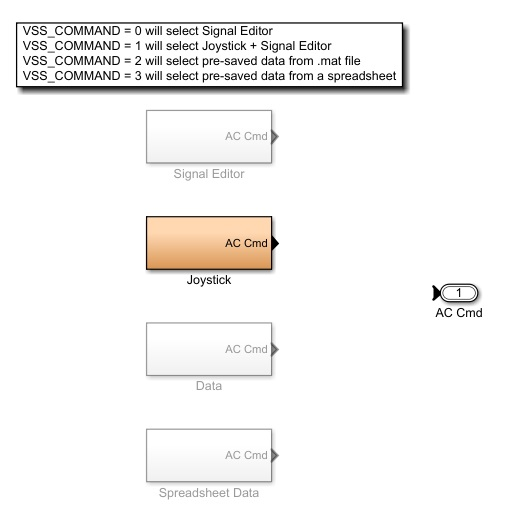 VSS_COMMAND = 0 will select Signal Editor
VSS_COMMAND = 1 will select Joystick + Signal Editor
VSS_COMMAND = 2 will select pre-saved data from .mat file
VSS_COMMAND = 3 will select pre-saved data from a spreadsheet
AC Cmd
Signal Editor
AC Cmd
Joystick
1
AC Cmd
AC Cmd
Data
AC Cmd
Spreadsheet Data